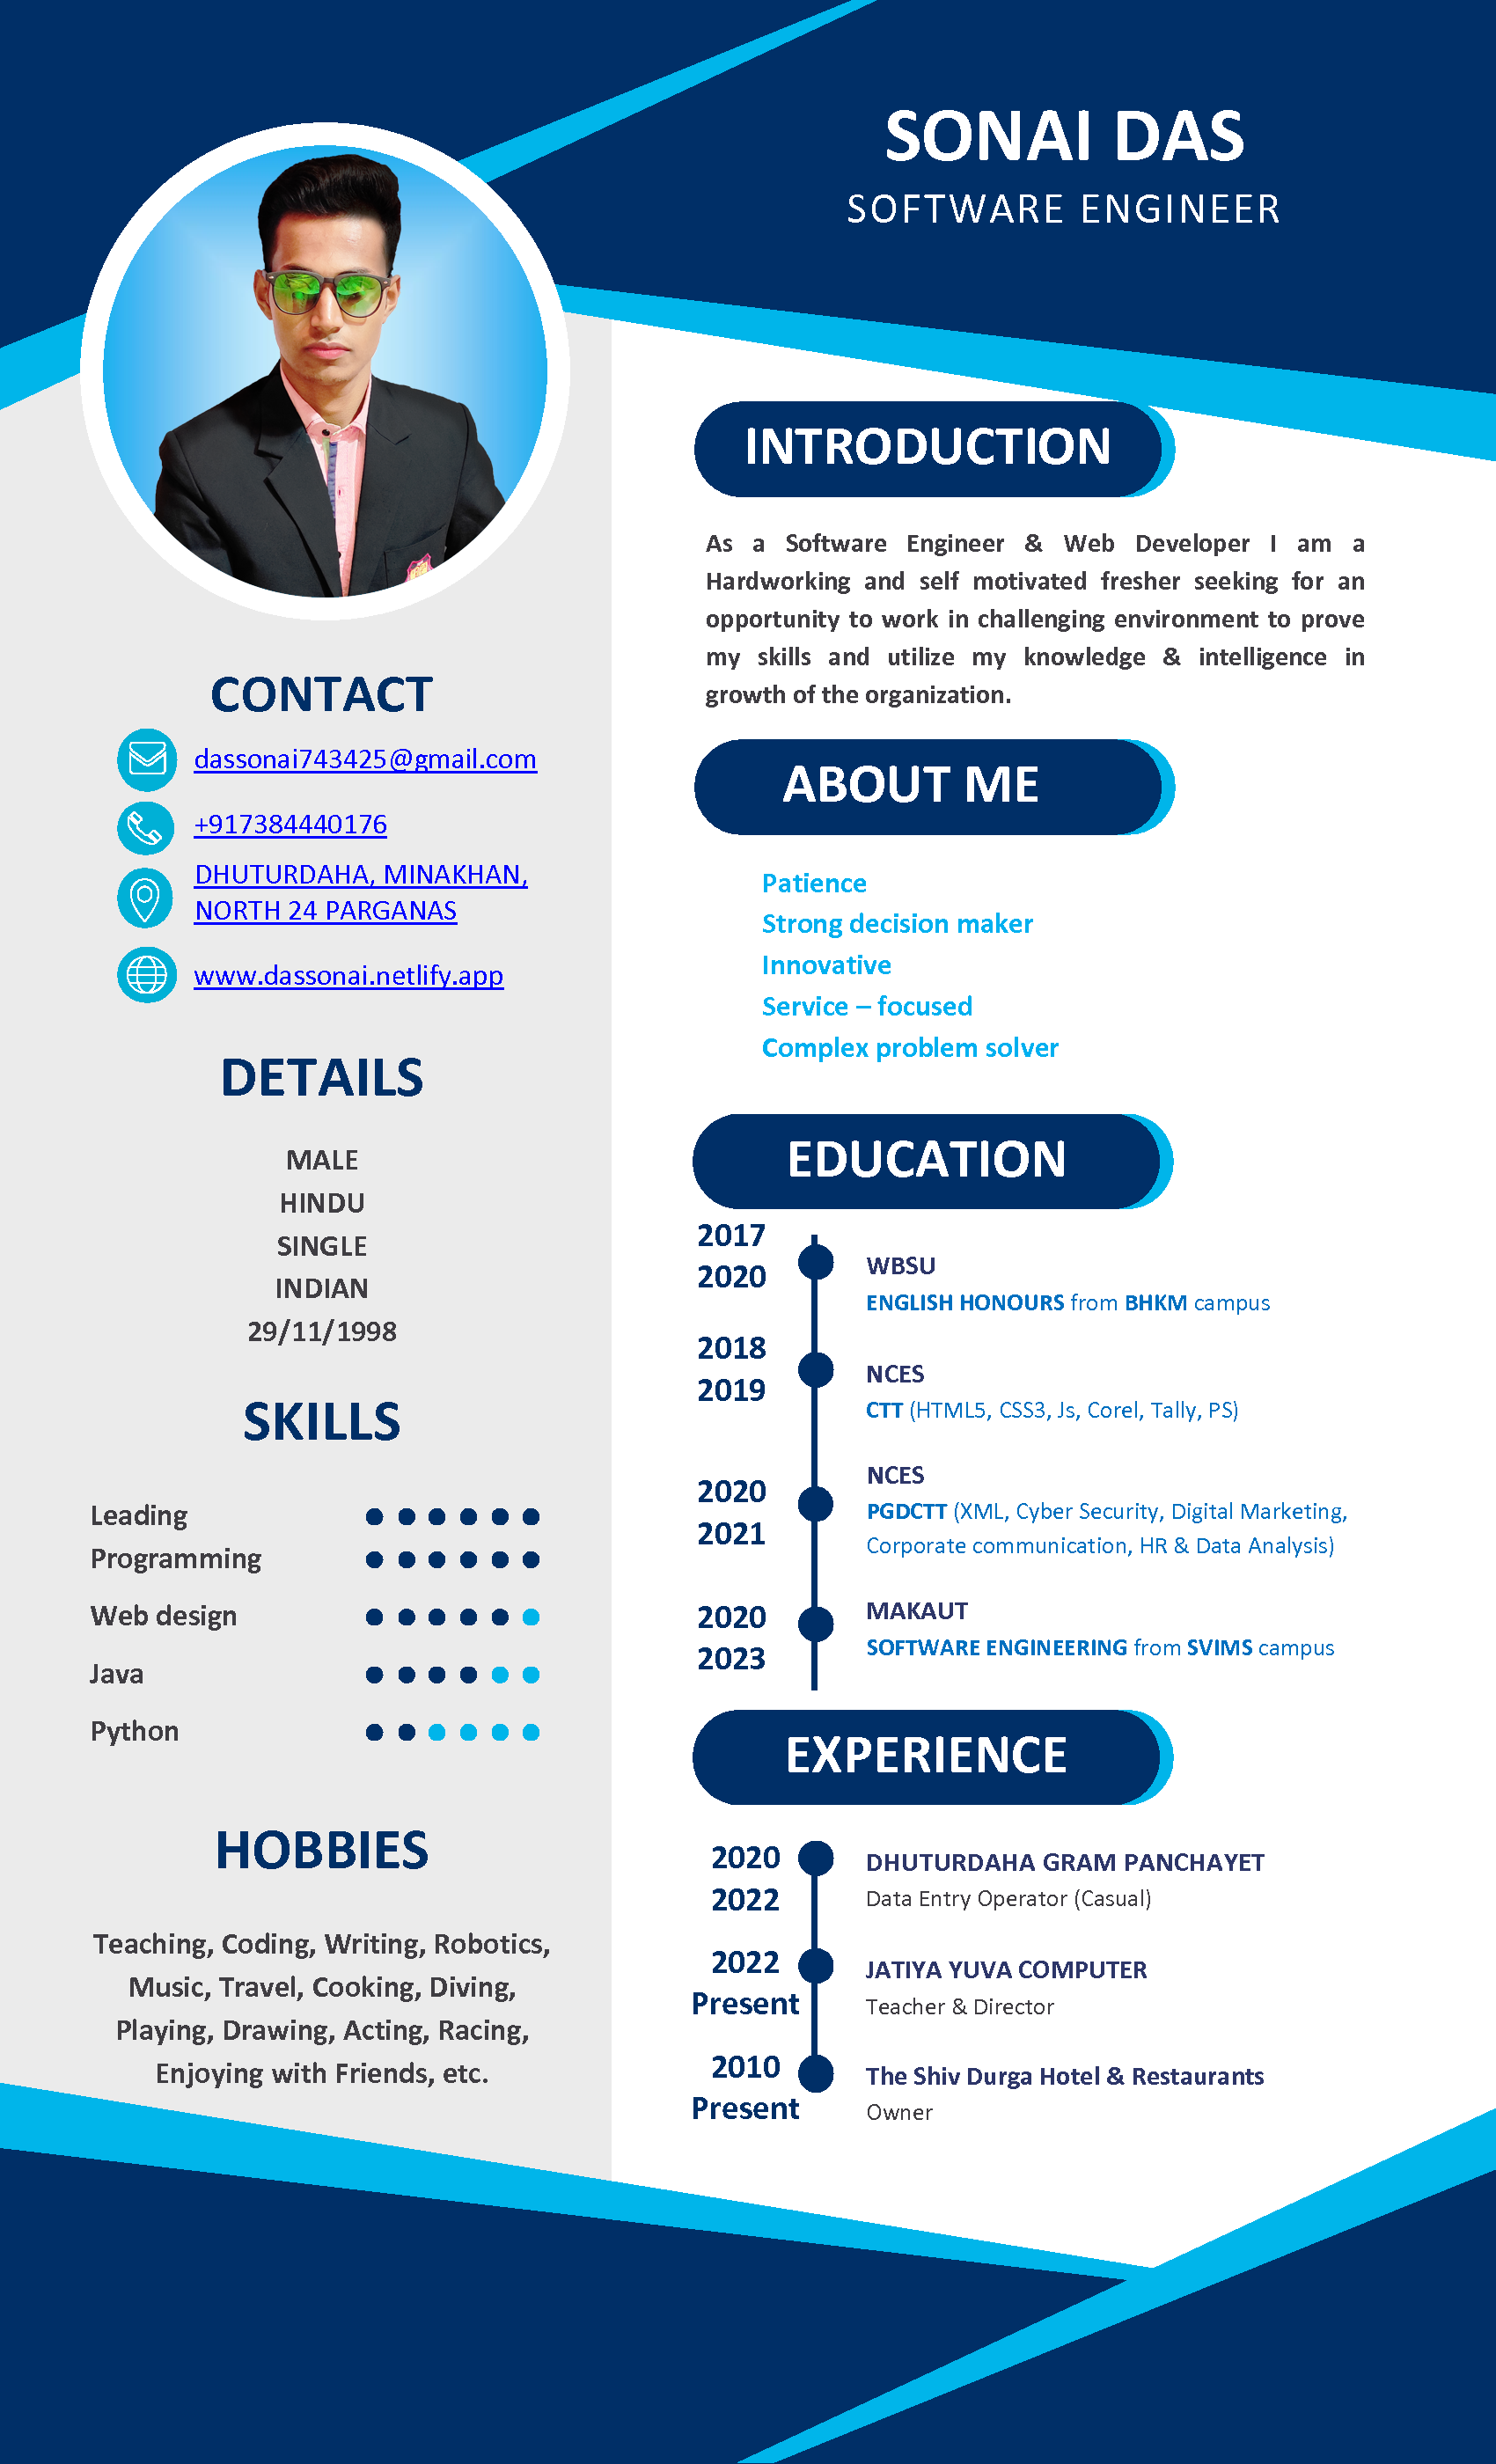 SONAI DAS
SOFTWARE ENGINEER
CONTACT
dassonai743425@gmail.com
+917384440176
DHUTURDAHA, MINAKHAN,
NORTH 24 PARGANAS
www.dassonai.netlify.app
DETAILS
MALE
HINDU
SINGLE
INDIAN
29/11/1998
SKILLS
Leading
Programming
Web design
Java
Python
HOBBIES
Teaching, Coding, Writing, Robotics,
Music, Travel, Cooking, Diving,
Playing, Drawing, Acting, Racing,
Enjoying with Friends, etc.
INTRODUCTION
As a Software Engineer & Web Developer I am a
Hardworking and self motivated fresher seeking for an
opportunity to work in challenging environment to prove
my skills and utilize my knowledge & intelligence in
growth of the organization.
ABOUT ME
Patience
Strong decision maker
Innovative
Service – focused
Complex problem solver
EDUCATION
2017
2020
WBSU
ENGLISH HONOURS from BHKM campus
2018
2019
NCES
CTT (HTML5, CSS3, Js, Corel, Tally, PS)
2020
2021
NCES
PGDCTT (XML, Cyber Security, Digital Marketing,
Corporate communication, HR & Data Analysis)
2020
2023
MAKAUT
SOFTWARE ENGINEERING from SVIMS campus
EXPERIENCE
2020
2022
DHUTURDAHA GRAM PANCHAYET
Data Entry Operator (Casual)
2022
Present
JATIYA YUVA COMPUTER
Teacher & Director
2010
Present
The Shiv Durga Hotel & Restaurants
Owner